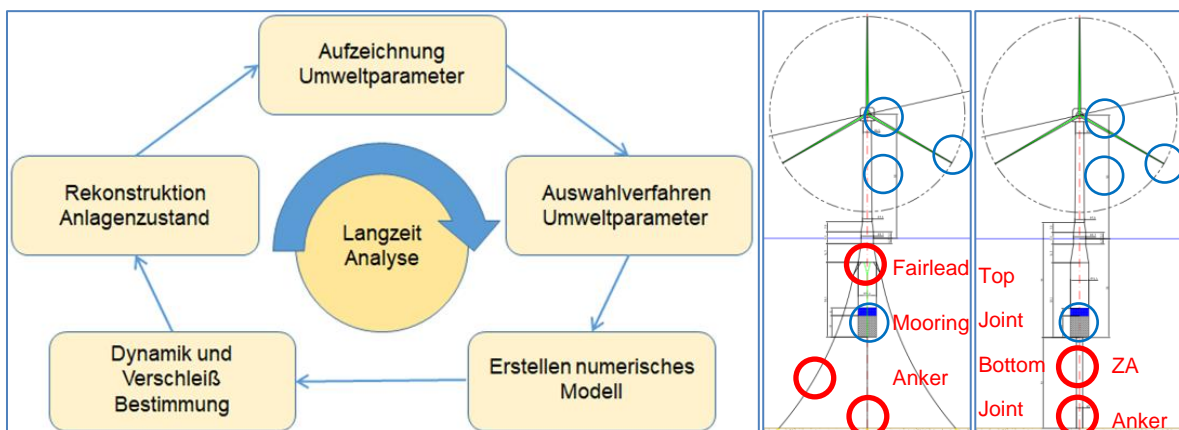 Aufzeichnung
Umweltparameter
Auswahlverfahren
Umweltparameter
Erstellen numerisches
Modell
Dynamik und
Verschleiß
Bestimmung
Rekonstruktion
Anlagenzustand
Langzeit
Analyse
Fairlead
Mooring
Anker
Top
Joint
Bottom
Joint
ZA
Anker